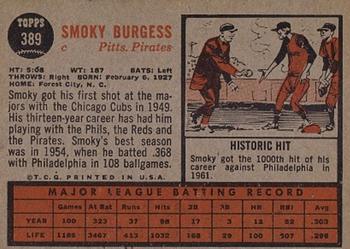 TOPPS
389
SMOKY BURGESS
C Pitts. Pirates
HT: 5:08 WT: 187 BATS: Left
THROWS: Right BORN: February 6, 1927
HOME: Forest City, N. C.
Smoky got his first shot at the ma-
jors with the Chicago Cubs in 1949.
His thirteen-year career has had him
playing with the Phils, the Reds and
the Pirates. Smoky's best season
was in 1954, when he batted .368
with Philadelphia in 108 ballgames.
©T.C.G. PRINTED IN U.S.A.
HISTORIC HIT
Smoky got the 1000th hit of his
career against Philadelphia in
1961.
MAJOR LEAGUE BATTING RECORD
Games At Bat Runs Hits 2B 3B HR RBI Avg.
YEAR 100 323 37 98 17 3 12 52 .303
LIFE 1185 3467 413 1032 168 29 100 507 .298